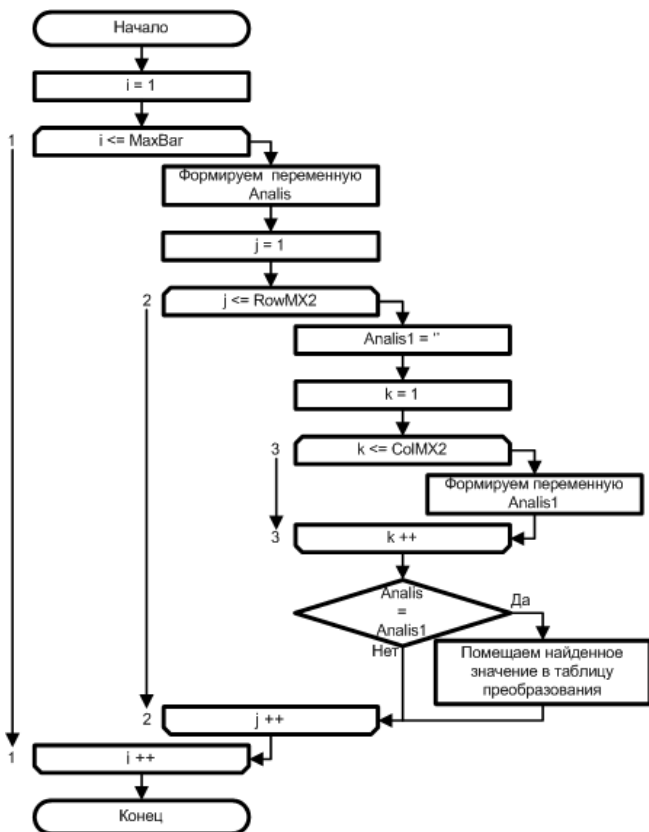 Начало
i = 1
1
i <= MaxBar
Формируем переменную
Analis
j = 1
2
j <= RowMX2
Analis1 = ''
k = 1
3
k <= ColMX2
Формируем переменную
Analis1
3
k ++
Analis
=
Analis1
Да
Нет
Помещаем найденное
значение в таблицу
преобразования
2
j ++
1
i ++
Конец